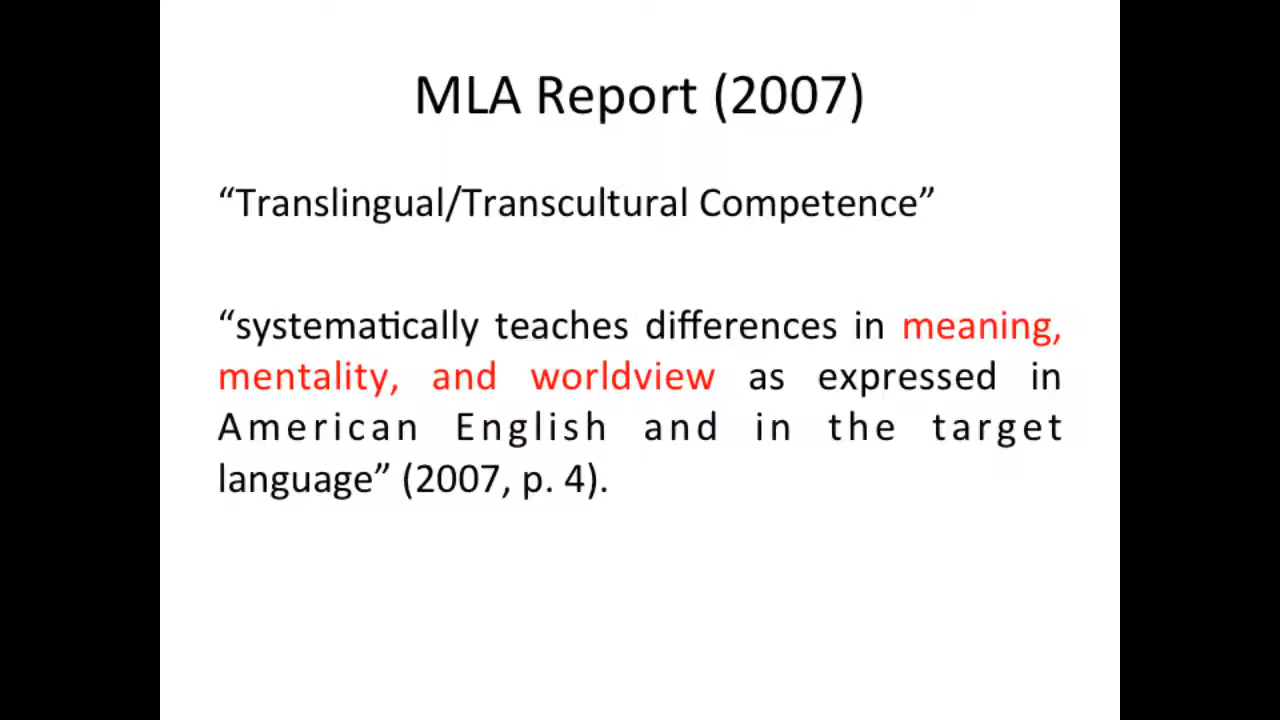 MLA Report (2007)
“Translingual/Transcultural Competence”
“systematically teaches differences in meaning,
mentality, and worldview as expressed in
American English and in the target
language” (2007, p. 4).